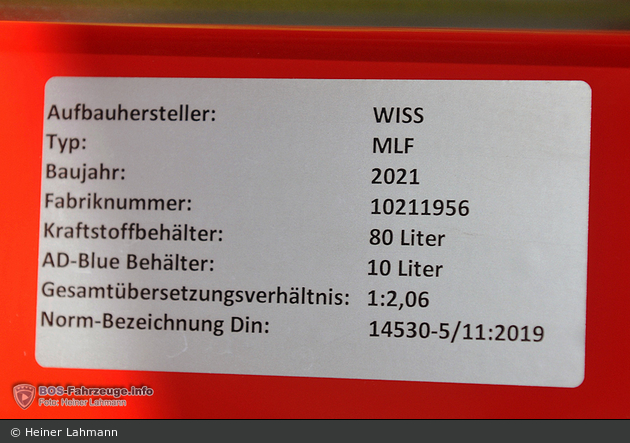 Aufbauhersteller: WISS
Typ: MLF
Baujahr: 2021
Fabriknummer: 10211956
Kraftstoffbehälter: 80 Liter
AD-Blue Behälter: 10 Liter
Gesamtübersetzungsverhältnis: 1:2,06
Norm-Bezeichnung Din: 14530-5/11:2019
BOS-Fahrzeuge.Info
Foto: Heiner Lahmann
© Heiner Lahmann